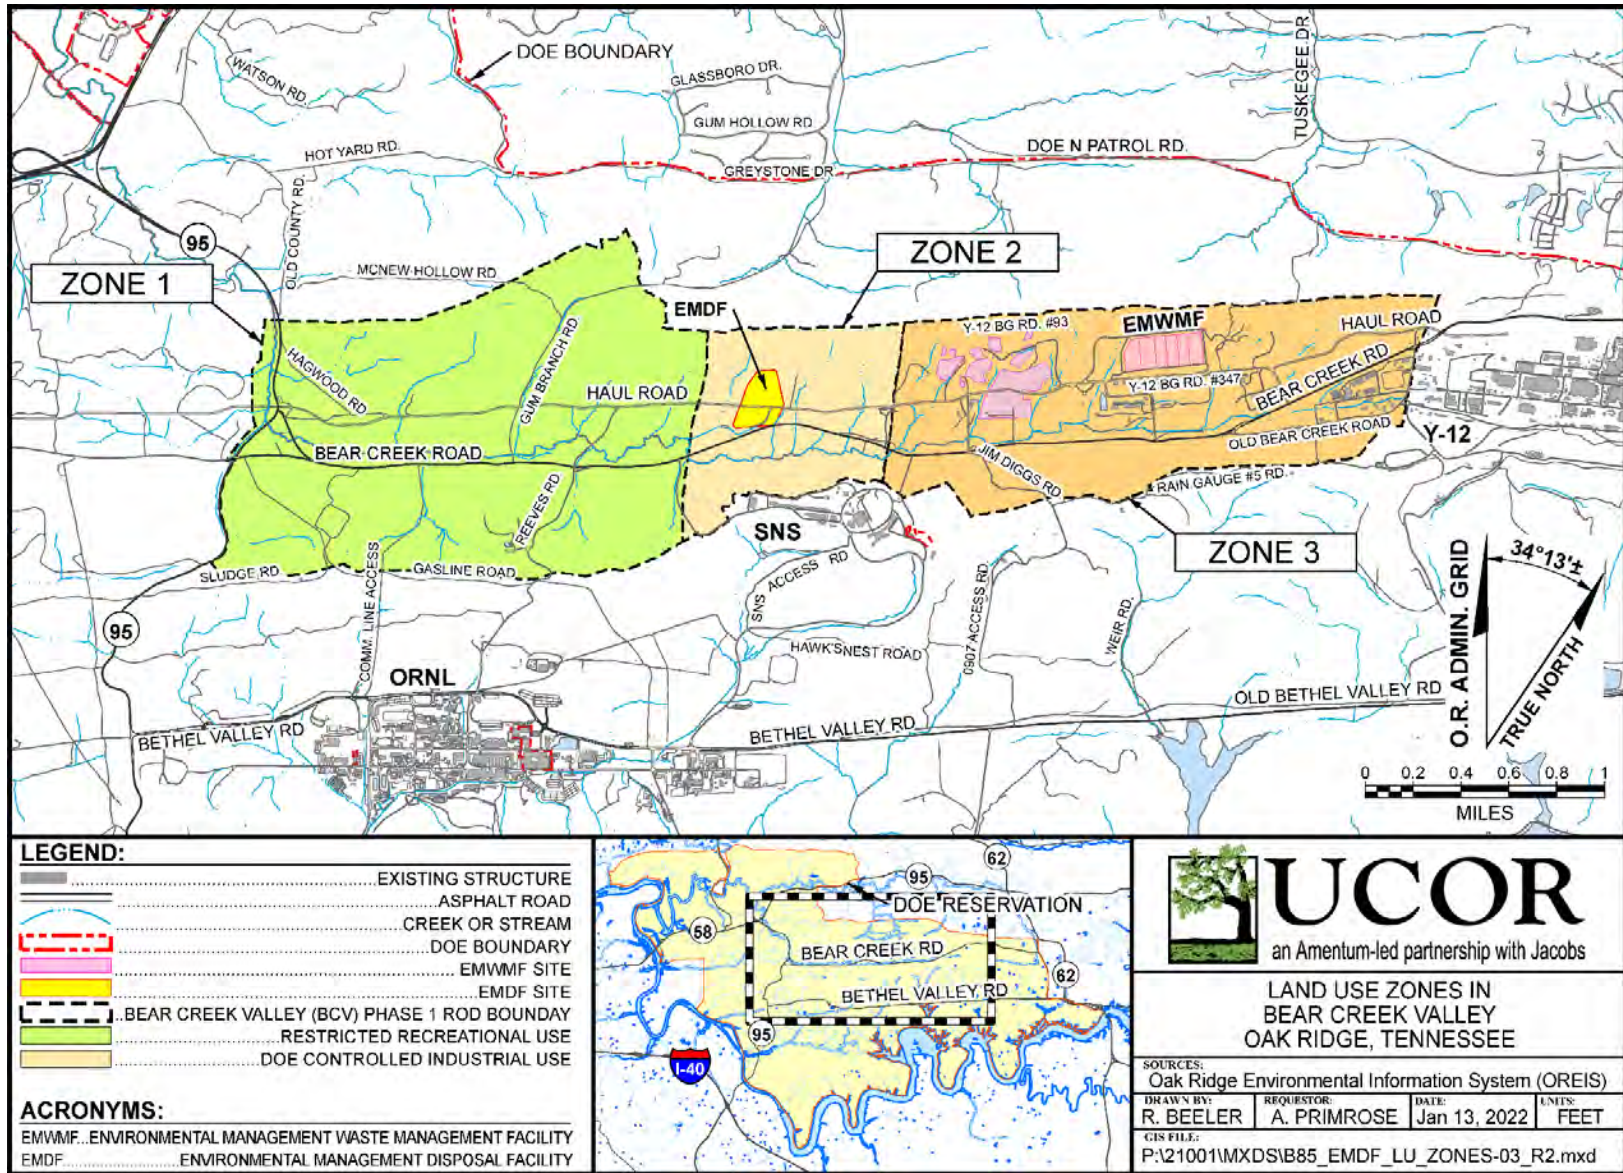 DOE BOUNDARY
WATSON RD.
GLASSBORO DR.
GUM HOLLOW RD
TUSKEGEE DR
HOT YARD RD.
DOE N PATROL RD.
GREYSTONE DR
OLD COUNTY RD.
95
ZONE 1
MCNEW HOLLOW RD.
ZONE 2
EMDF
Y-12 BG RD. #93
EMWMF
HAUL ROAD
GUM BRANCH RD.
HAGWOOD RD
HAUL ROAD
Y-12 BG RD. #347
BEAR CREEK RD
BEAR CREEK ROAD
OLD BEAR CREEK ROAD
Y-12
JIM DIGGS RD
RAIN GAUGE #5 RD.
REEVES RD
SNS
ZONE 3
SLUDGE RD
GASLINE ROAD
COMM. LINE ACCESS
SNS ACCESS RD
0907 ACCESS RD
WEIR RD.
95
HAWKSNEST ROAD
ORNL
BETHEL VALLEY RD
BETHEL VALLEY RD
OLD BETHEL VALLEY RD
O.R. ADMIN. GRID
34°13'±
TRUE NORTH
0 0.2 0.4 0.6 0.8 1
MILES
LEGEND:
EXISTING STRUCTURE
ASPHALT ROAD
CREEK OR STREAM
DOE BOUNDARY
EMWMF SITE
EMDF SITE
BEAR CREEK VALLEY (BCV) PHASE 1 ROD BOUNDAY
RESTRICTED RECREATIONAL USE
DOE CONTROLLED INDUSTRIAL USE
ACRONYMS:
EMWMF...ENVIRONMENTAL MANAGEMENT WASTE MANAGEMENT FACILITY
EMDF.....................ENVIRONMENTAL MANAGEMENT DISPOSAL FACILITY
62
95
DOE RESERVATION
58
BEAR CREEK RD
62
BETHEL VALLEY RD
95
I-40
UCOR
an Amentum-led partnership with Jacobs
LAND USE ZONES IN
BEAR CREEK VALLEY
OAK RIDGE, TENNESSEE
SOURCES:
Oak Ridge Environmental Information System (OREIS)
DRAWN BY: REQUESTOR: DATE: UNITS:
R. BEELER A. PRIMROSE Jan 13, 2022 FEET
GIS FILE:
P:\21001\MXDS\B85_EMDF_LU_ZONES-03_R2.mxd